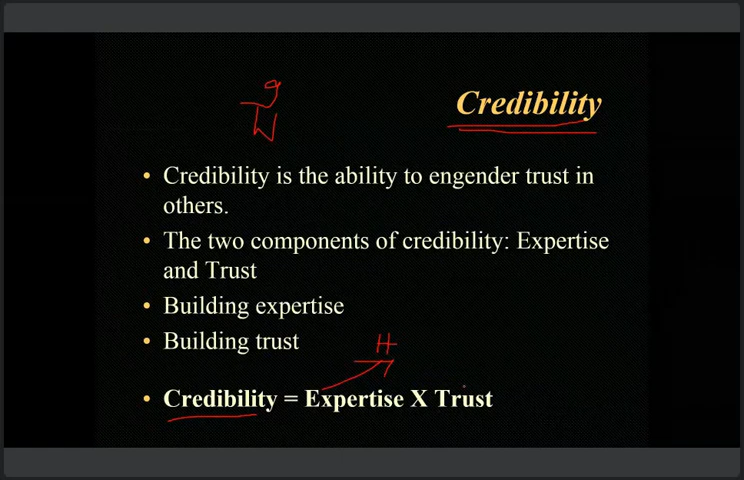 Credibility
• Credibility is the ability to engender trust in
others.
• The two components of credibility: Expertise
and Trust
• Building expertise
• Building trust
H
• Credibility = Expertise X Trust